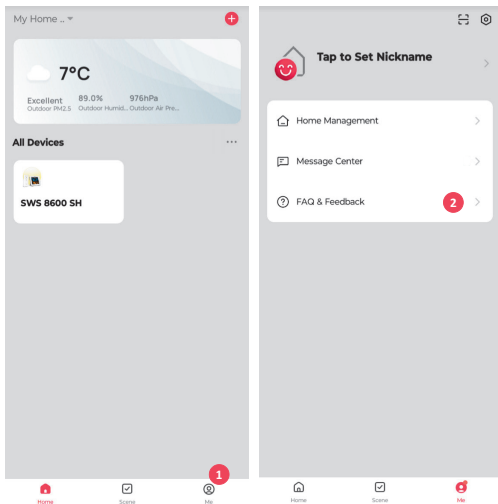 My Home ..
7°C
Excellent
Outdoor PM2.5
89.0%
Outdoor Humid...
976hPa
Outdoor Air Pre...
All Devices
SWS 8600 SH
1
Home
Scene
Me
Tap to Set Nickname
Home Management
Message Center
FAQ & Feedback
2
Home
Scene
Me